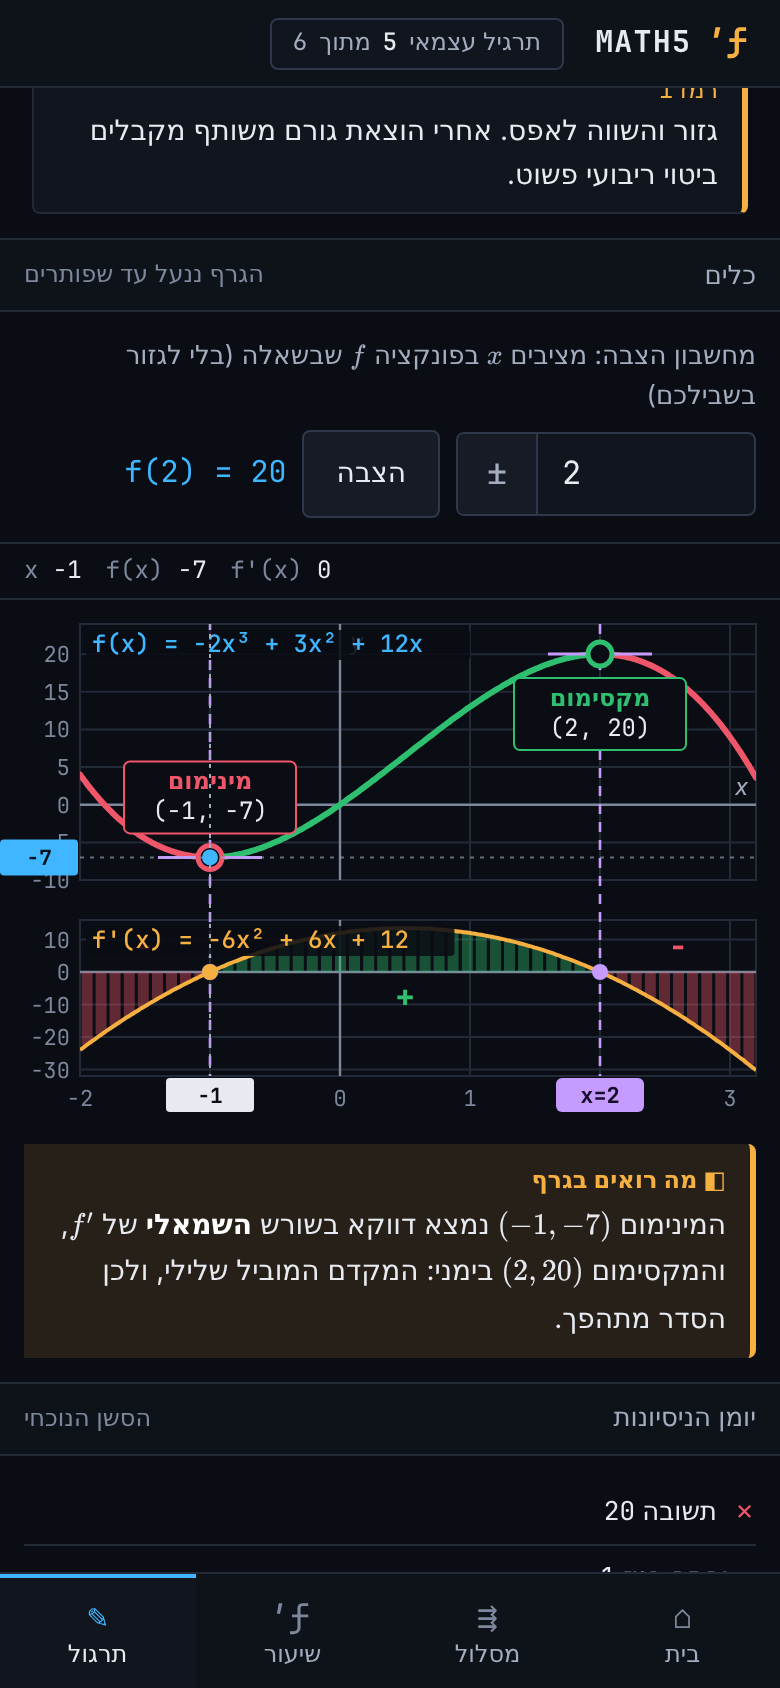 MATH5 ƒ′
תרגיל עצמאי 5 מתוך 6
רמז 1
גזור והשווה לאפס. אחרי הוצאת גורם משותף מקבלים
ביטוי ריבועי פשוט.
כלים
הגרף ננעל עד שפותרים
מחשבון הצבה: מציבים x בפונקציה f שבשאלה (בלי לגזור
בשבילכם)
2
±
הצבה
f(2) = 20
x -1 f(x) -7 f'(x) 0
f(x) = -2x³ + 3x² + 12x
20
15
10
5
0
-10
-7
מקסימום
(2, 20)
מינימום
(-1, -7)
x
f'(x) = -6x² + 6x + 12
10
0
-10
-20
-30
+
-
-2
-1
0
1
x=2
3
◧ מה רואים בגרף
המינימום (−1, −7) נמצא דווקא בשורש השמאלי של f′,
והמקסימום (2, 20) בימני: המקדם המוביל שלילי, ולכן
הסדר מתהפך.
יומן הניסיונות
הסשן הנוכחי
× תשובה 20
בית
מסלול
ƒ′
שיעור
תרגול